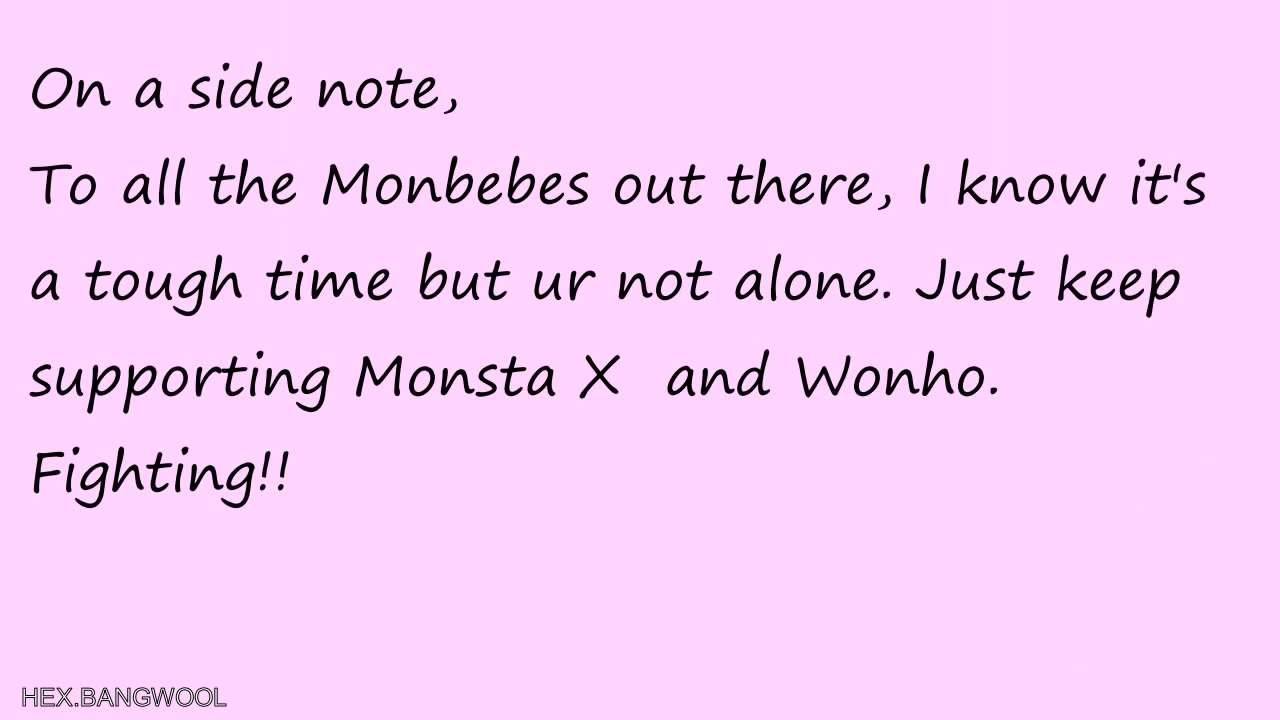 On a side note,
To all the Monbebes out there, I know it's
a tough time but ur not alone. Just keep
supporting Monsta X  and Wonho.
Fighting!!
HEX.BANGWOOL